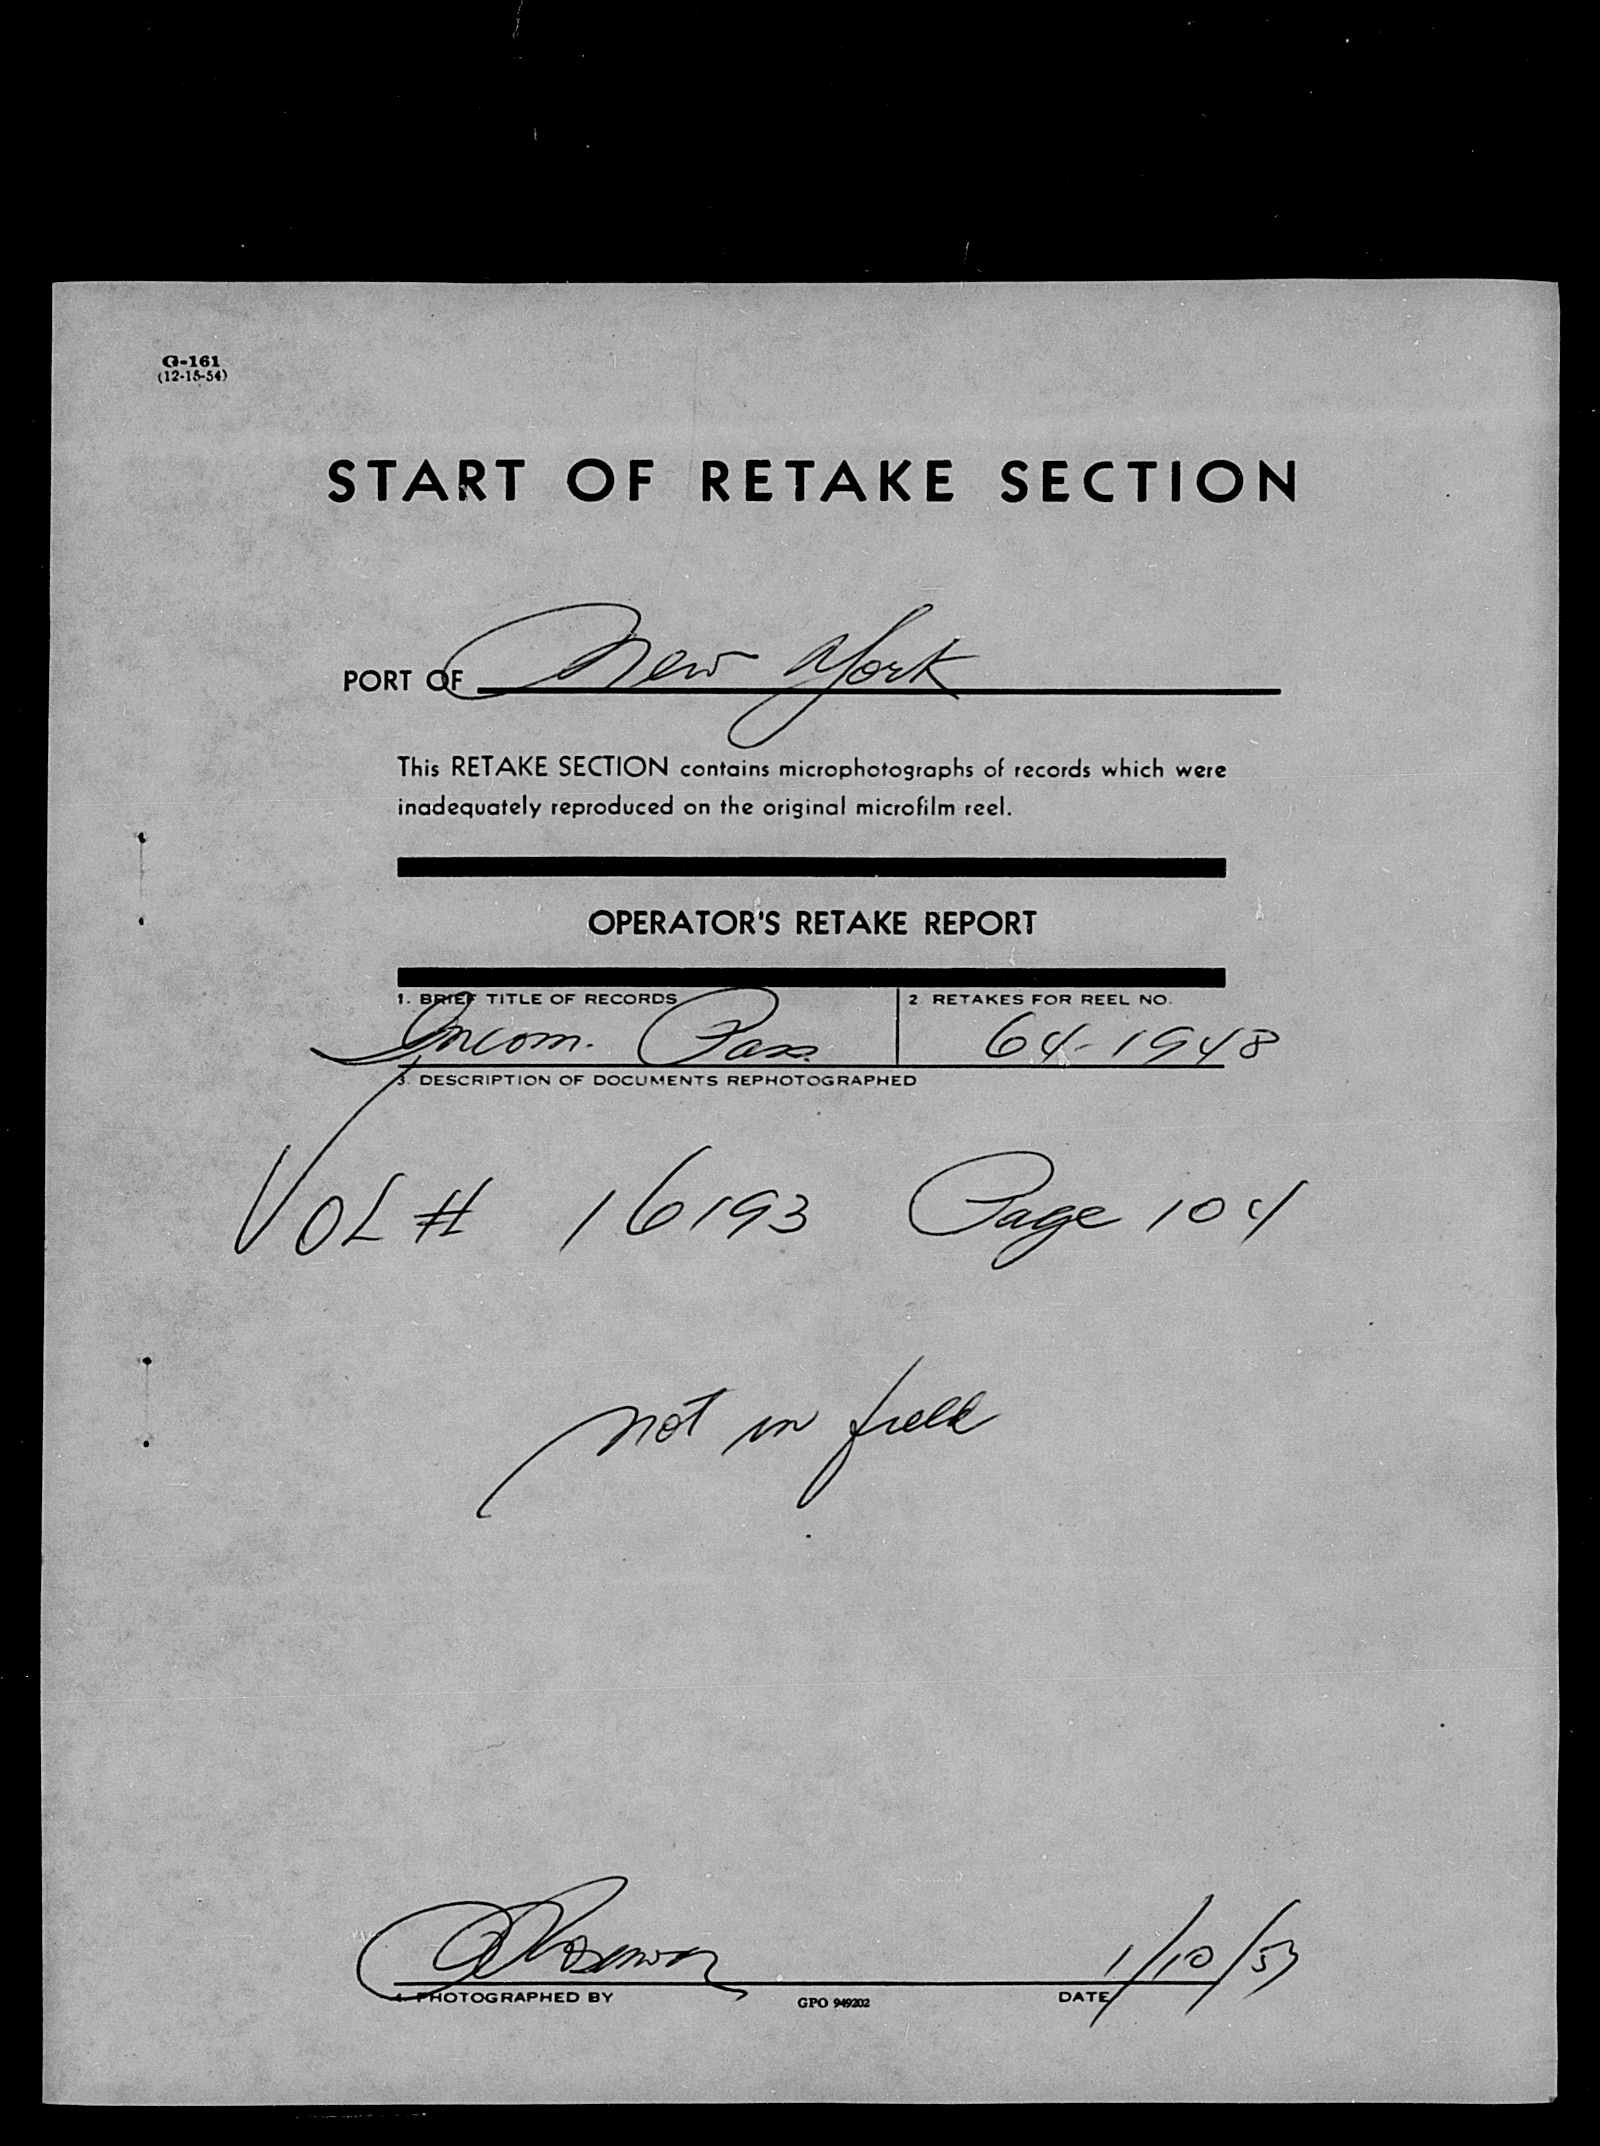 G-161
(12-15-54)
START OF RETAKE SECTION
PORT OF New York
This RETAKE SECTION contains microphotographs of records which were
inadequately reproduced on the original microfilm reel.
OPERATOR'S RETAKE REPORT
1. BRIEF TITLE OF RECORDS 2 RETAKES FOR REEL NO.
Incom. Pass. 64-1948
3. DESCRIPTION OF DOCUMENTS REPHOTOGRAPHED
VOL # 16193 Page 104
not in field
1/10/
4. PHOTOGRAPHED BY GPO 949202 DATE